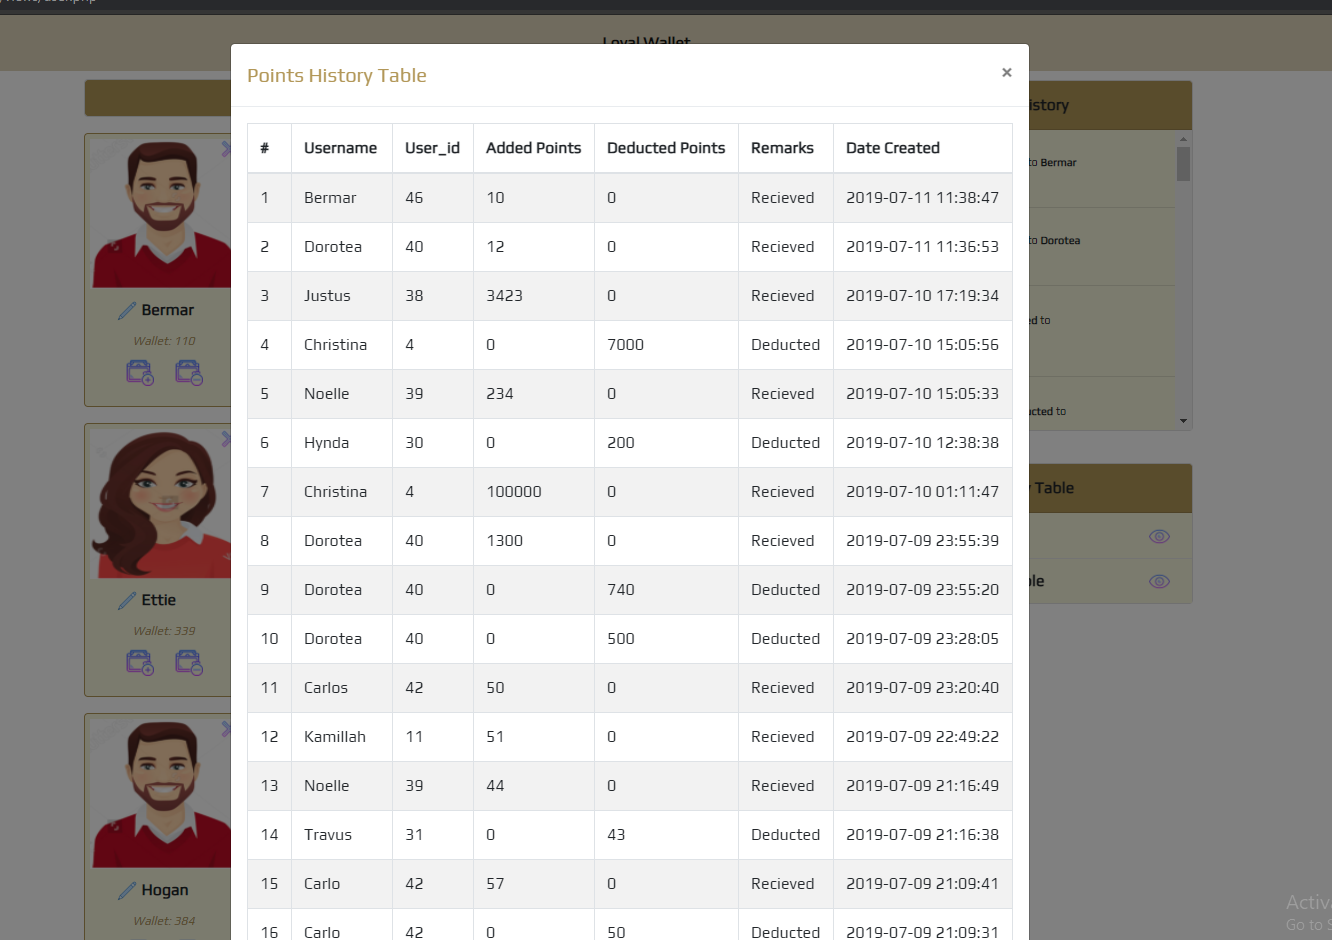 Loyal Wallet
Points History Table ×
# Username User_id Added Points Deducted Points Remarks Date Created
1 Bermar 46 10 0 Recieved 2019-07-11 11:38:47
2 Dorotea 40 12 0 Recieved 2019-07-11 11:36:53
3 Justus 38 3423 0 Recieved 2019-07-10 17:19:34
4 Christina 4 0 7000 Deducted 2019-07-10 15:05:56
5 Noelle 39 234 0 Recieved 2019-07-10 15:05:33
6 Hynda 30 0 200 Deducted 2019-07-10 12:38:38
7 Christina 4 100000 0 Recieved 2019-07-10 01:11:47
8 Dorotea 40 1300 0 Recieved 2019-07-09 23:55:39
9 Dorotea 40 0 740 Deducted 2019-07-09 23:55:20
10 Dorotea 40 0 500 Deducted 2019-07-09 23:28:05
11 Carlos 42 50 0 Recieved 2019-07-09 23:20:40
12 Kamillah 11 51 0 Recieved 2019-07-09 22:49:22
13 Noelle 39 44 0 Recieved 2019-07-09 21:16:49
14 Travus 31 0 43 Deducted 2019-07-09 21:16:38
15 Carlo 42 57 0 Recieved 2019-07-09 21:09:41
16 Carlo 42 0 50 Deducted 2019-07-09 21:09:31
Bermar
Wallet: 110
Ettie
Wallet: 339
Hogan
Wallet: 384
istory
to Bermar
to Dorotea
ed to
ucted to
Table
ble
Activa
Go to S